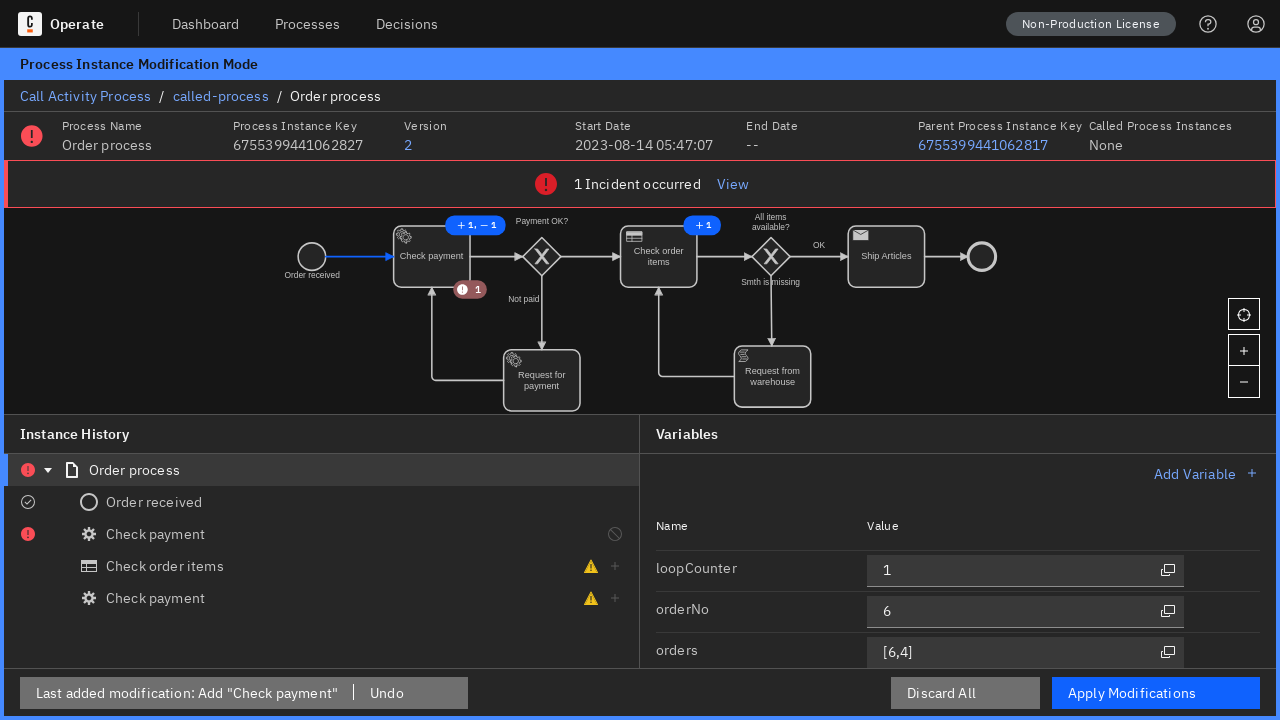 C Operate Dashboard Processes Decisions Non-Production License
Process Instance Modification Mode
Call Activity Process / called-process / Order process
Process Name Process Instance Key Version Start Date End Date Parent Process Instance Key Called Process Instances
Order process 6755399441062827 2 2023-08-14 05:47:07 -- 6755399441062817 None
1 Incident occurred View
+ 1, − 1
Payment OK?
+ 1
All items
available?
Check payment
Check order
items
OK
Ship Articles
Order received
1
Not paid
Smth is missing
Request for
payment
Request from
warehouse
+
−
Instance History
Order process
Order received
Check payment
Check order items
Check payment
Variables
Add Variable +
Name Value
loopCounter 1
orderNo 6
orders [6,4]
Last added modification: Add "Check payment" Undo
Discard All
Apply Modifications